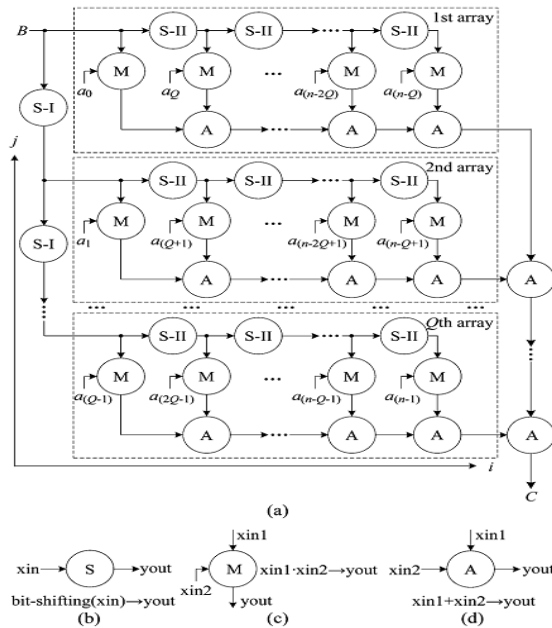 1st array
B S-II S-II ... S-II
M M ... M M
a0 aQ a(n-2Q) a(n-Q)
S-I
A ... A A
j
2nd array
S-II S-II ... S-II
M M ... M M
S-I a1 a(Q+1) a(n-2Q+1) a(n-Q+1)
A ... A A A
... ... ... ... ...
Qth array
S-II S-II ... S-II
M M ... M M
a(Q-1) a(2Q-1) a(n-Q-1) a(n-1)
A ... A A A
i
C
(a)
xin1 xin1
xin S yout M xin1·xin2→yout xin2 A yout
xin2
bit-shifting(xin)→yout yout xin1+xin2→yout
(b) (c) (d)